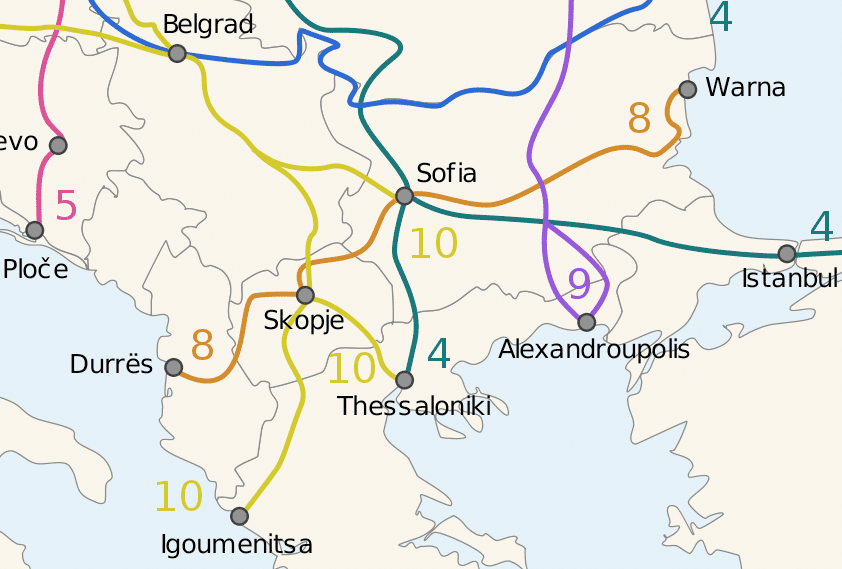 Belgrad
4
Warna
8
evo
Sofia
5
10
4
Ploče
Istanbul
9
Skopje
8
Durrës
10
4
Alexandroupolis
Thessaloniki
10
Igoumenitsa